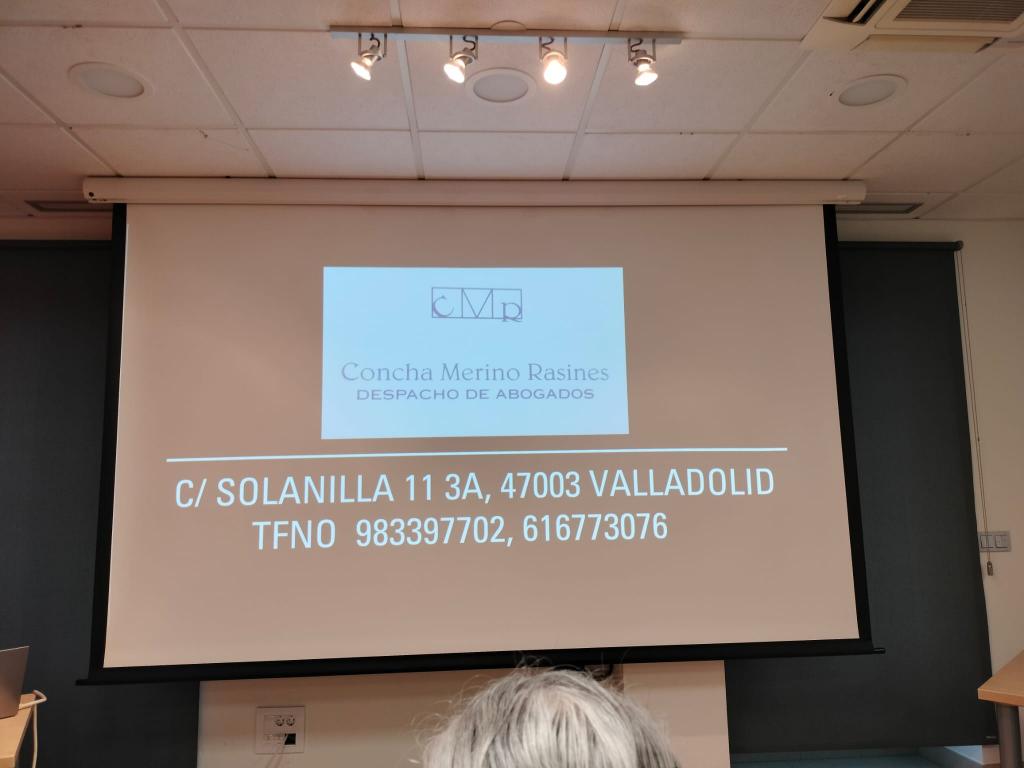 CMR
Concha Merino Rasines
DESPACHO DE ABOGADOS
C/ SOLANILLA 11 3A, 47003 VALLADOLID
TFNO 983397702, 616773076